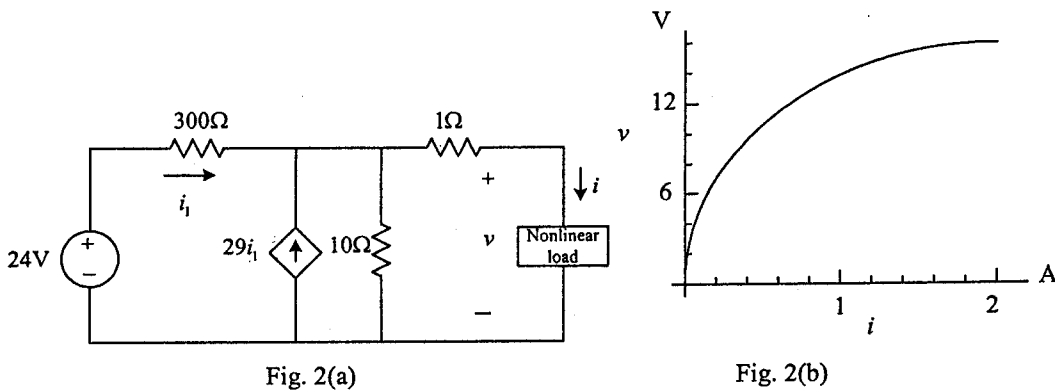 300Ω
i₁
24V
+
−
29i₁
10Ω
1Ω
+
v
−
i
Nonlinear
load
Fig. 2(a)
V
12
v
6
1
2
A
i
Fig. 2(b)